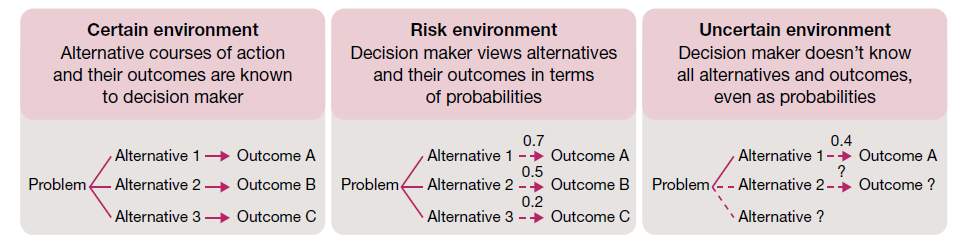 Certain environment
Alternative courses of action
and their outcomes are known
to decision maker
Alternative 1 Outcome A
Problem Alternative 2 Outcome B
Alternative 3 Outcome C
Risk environment
Decision maker views alternatives
and their outcomes in terms
of probabilities
0.7
Alternative 1 Outcome A
0.5
Problem Alternative 2 Outcome B
0.2
Alternative 3 Outcome C
Uncertain environment
Decision maker doesn’t know
all alternatives and outcomes,
even as probabilities
0.4
Alternative 1 Outcome A
?
Problem Alternative 2 Outcome ?
Alternative ?